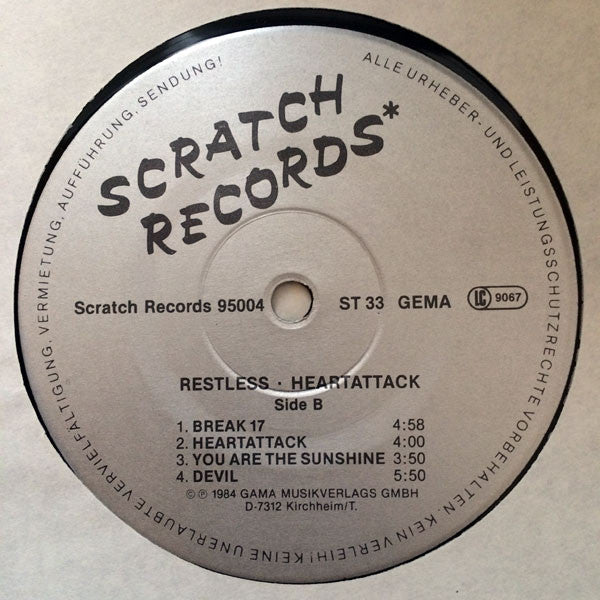 SCRATCH
RECORDS*
ALLE URHEBER- UND LEISTUNGSSCHUTZRECHTE VORBEHALTEN. KEIN VERLEIH! KEINE UNERLAUBTE VERVIELFÄLTIGUNG, VERMIETUNG, AUFFÜHRUNG, SENDUNG!
Scratch Records 95004 ST 33 GEMA LC 9067
RESTLESS · HEARTATTACK
Side B
1. BREAK 17 4:58
2. HEARTATTACK 4:00
3. YOU ARE THE SUNSHINE 3:50
4. DEVIL 5:50
© ℗ 1984 GAMA MUSIKVERLAGS GMBH
D-7312 Kirchheim/T.